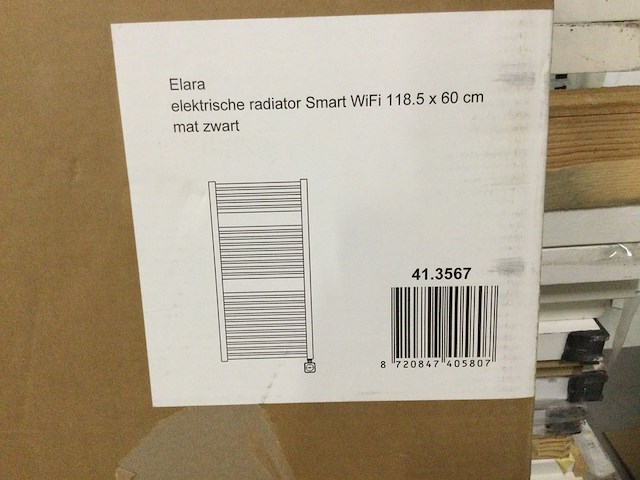 Elara
elektrische radiator Smart WiFi 118.5 x 60 cm
mat zwart
41.3567
8 720847 405807